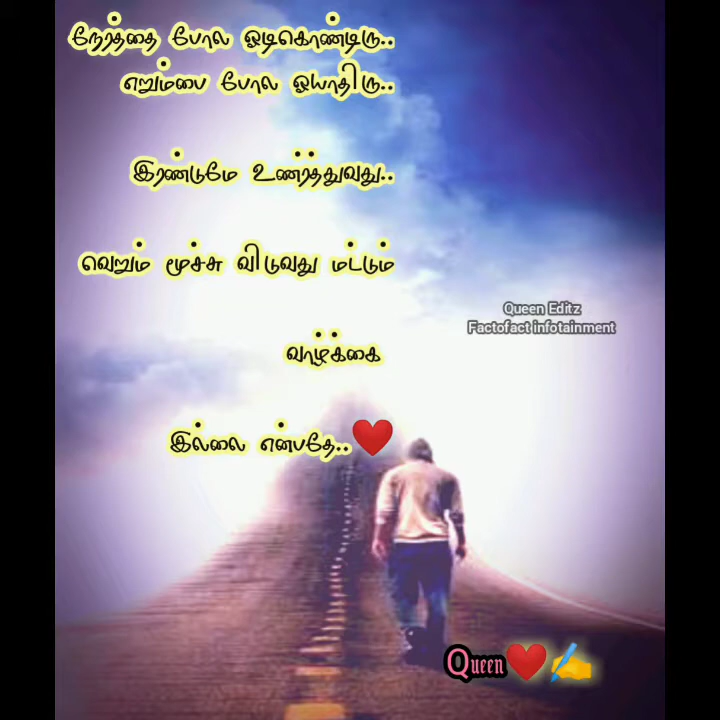 நேரத்தை போல ஓடிகொண்டிரு..
எறும்பை போல ஓயாதிரு..
இரண்டுமே உணர்த்துவது..
வெறும் மூச்சு விடுவது மட்டும்
வாழ்க்கை
இல்லை என்பதே..❤️
Queen Editz
Factofact infotainment
Queen❤️✍️